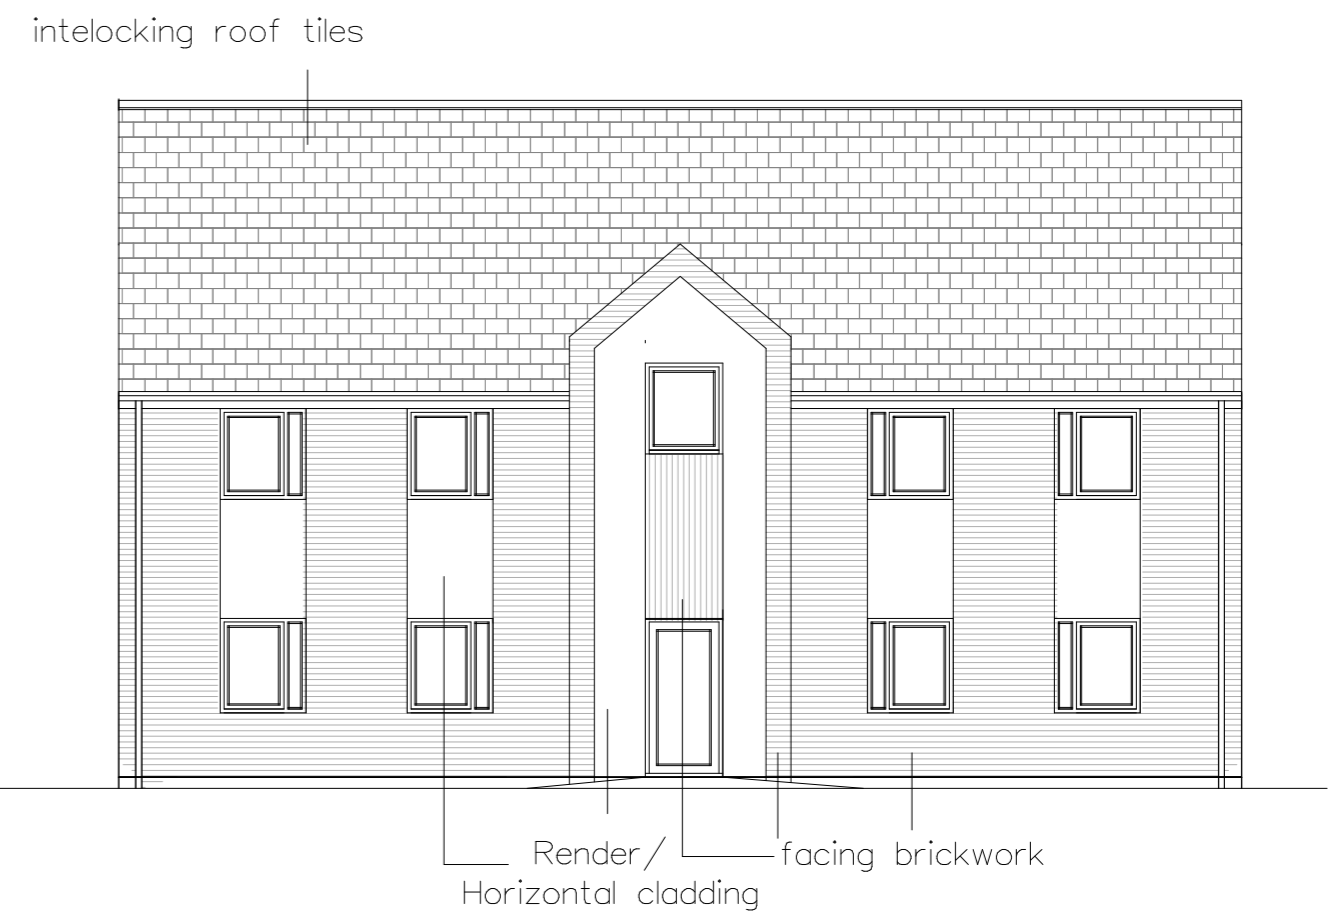 intelocking roof tiles
Render/
Horizontal cladding
facing brickwork